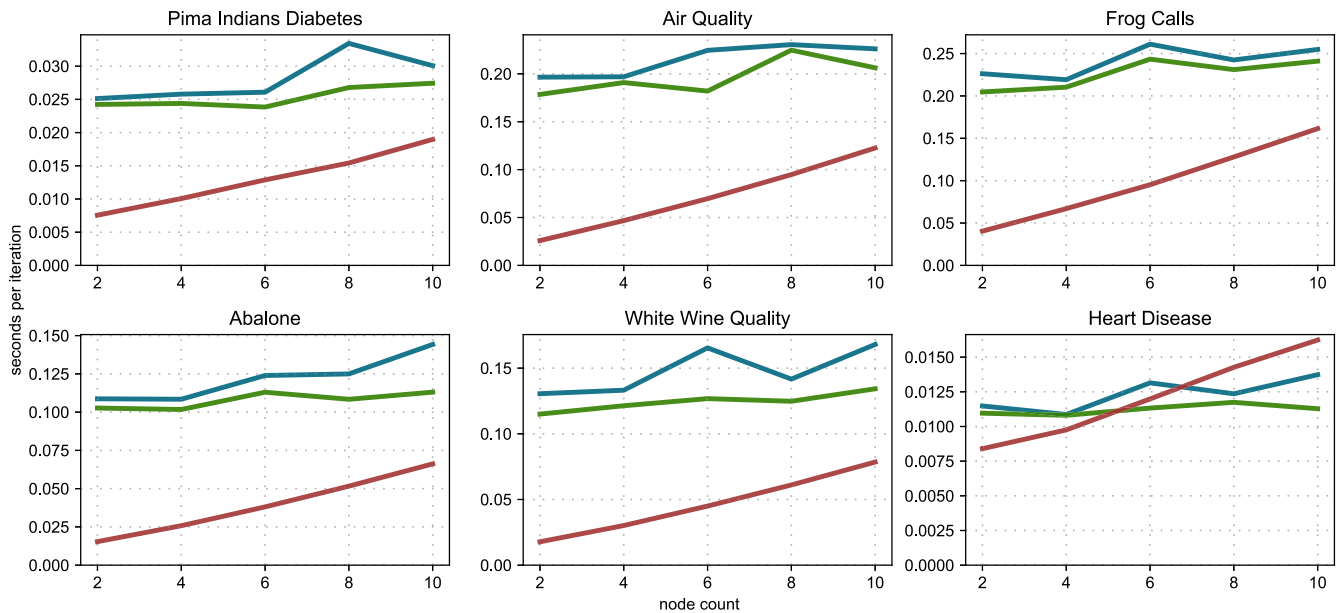 Pima Indians Diabetes
Air Quality
Frog Calls
0.030
0.025
0.020
0.015
0.010
0.005
0.000
2 4 6 8 10
0.20
0.15
0.10
0.05
0.00
2 4 6 8 10
0.25
0.20
0.15
0.10
0.05
0.00
2 4 6 8 10
seconds per iteration
Abalone
White Wine Quality
Heart Disease
0.150
0.125
0.100
0.075
0.050
0.025
0.000
2 4 6 8 10
0.15
0.10
0.05
0.00
2 4 6 8 10
0.0150
0.0125
0.0100
0.0075
0.0050
0.0025
0.0000
2 4 6 8 10
node count